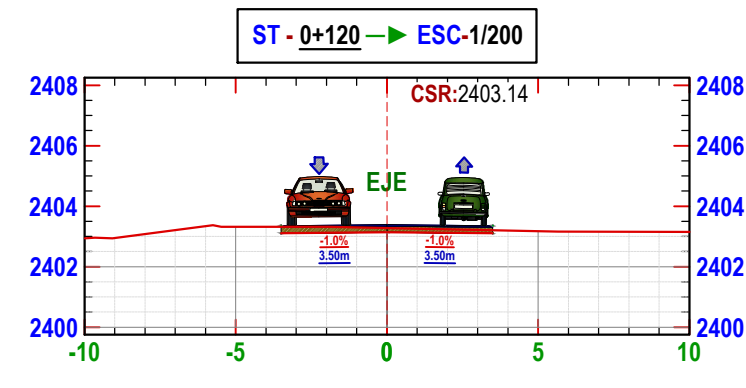 ST - 0+120 → ESC-1/200
2408 CSR:2403.14 2408
2406 2406
EJE
2404 2404
-1.0% -1.0%
3.50m 3.50m
2402 2402
2400 2400
-10 -5 0 5 10